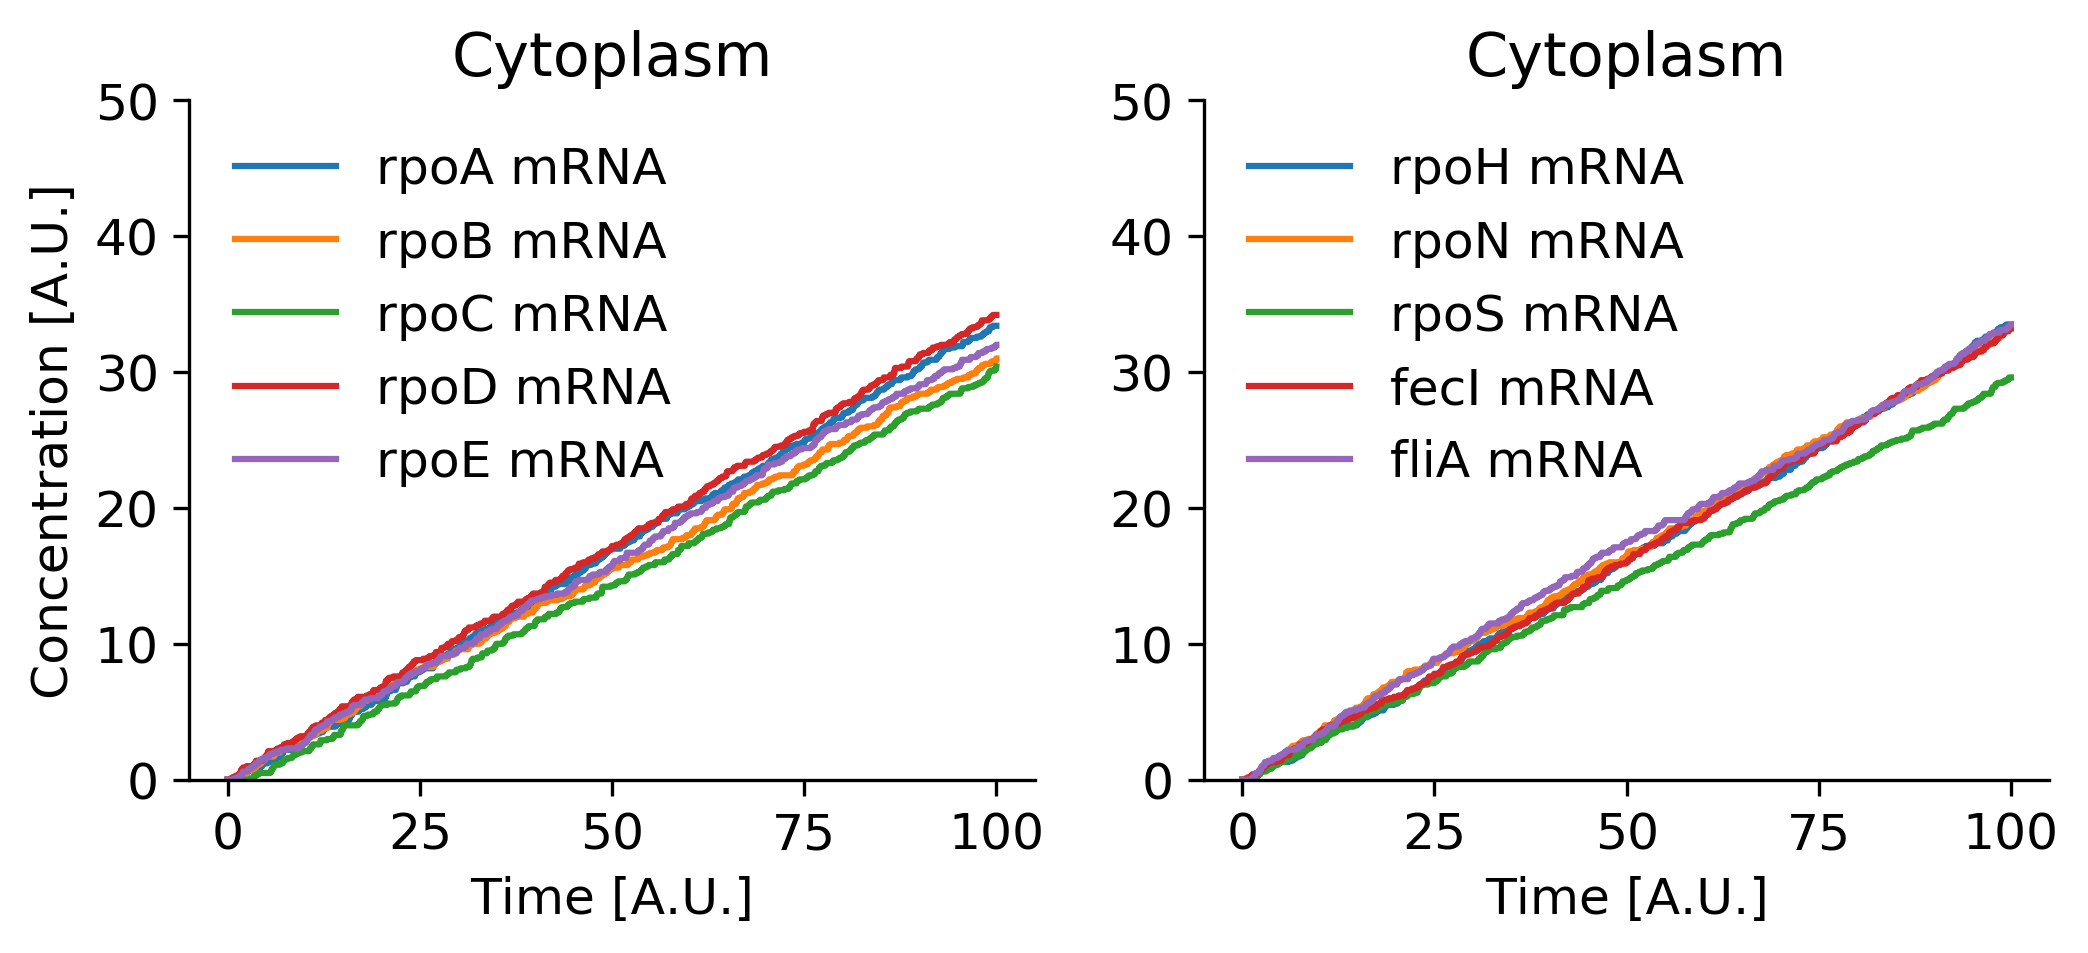 Cytoplasm
50
40
30
20
10
0
Concentration [A.U.]
rpoA mRNA
rpoB mRNA
rpoC mRNA
rpoD mRNA
rpoE mRNA
0 25 50 75 100
Time [A.U.]
Cytoplasm
50
40
30
20
10
0
rpoH mRNA
rpoN mRNA
rpoS mRNA
fecI mRNA
fliA mRNA
0 25 50 75 100
Time [A.U.]